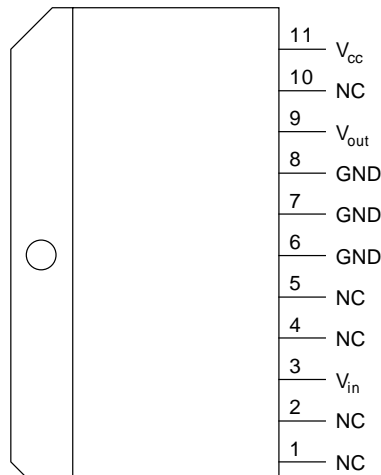 11 Vcc
10 NC
9 Vout
8 GND
7 GND
6 GND
5 NC
4 NC
3 Vin
2 NC
1 NC